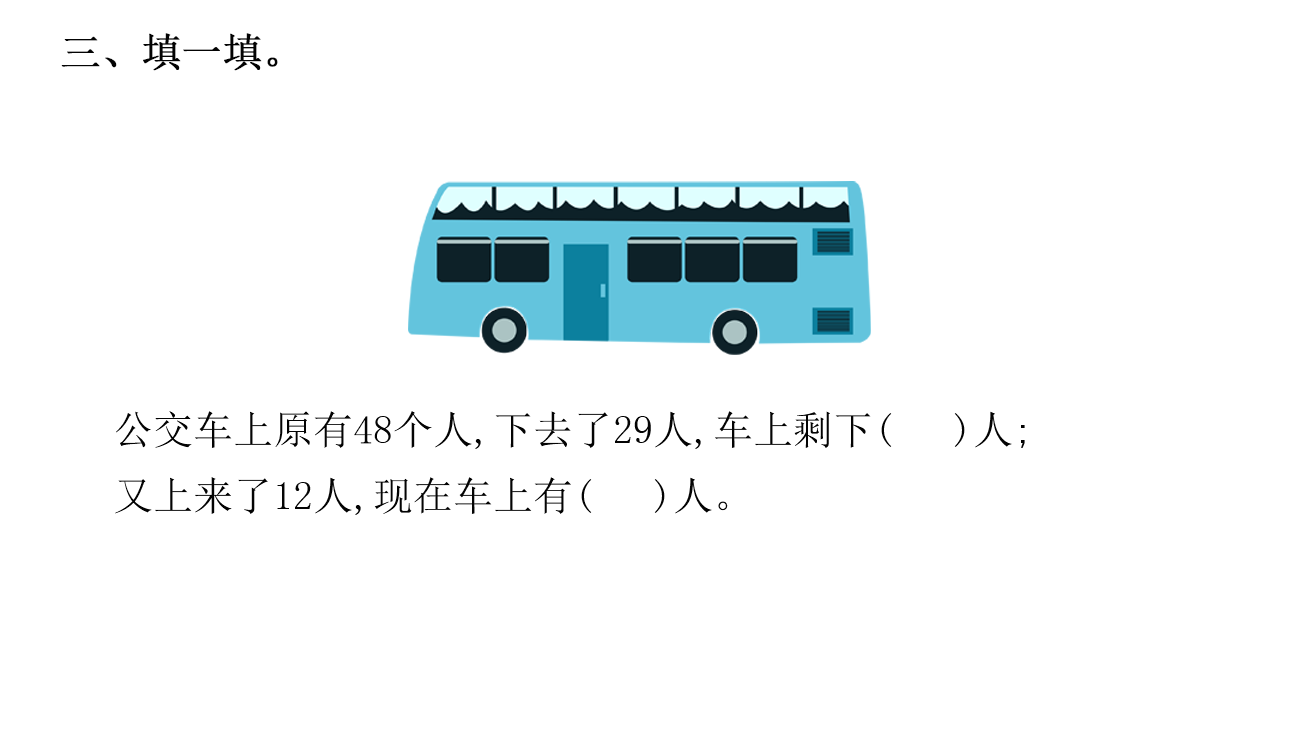 三、填一填。
公交车上原有48个人,下去了29人,车上剩下(  )人;
又上来了12人,现在车上有(  )人。